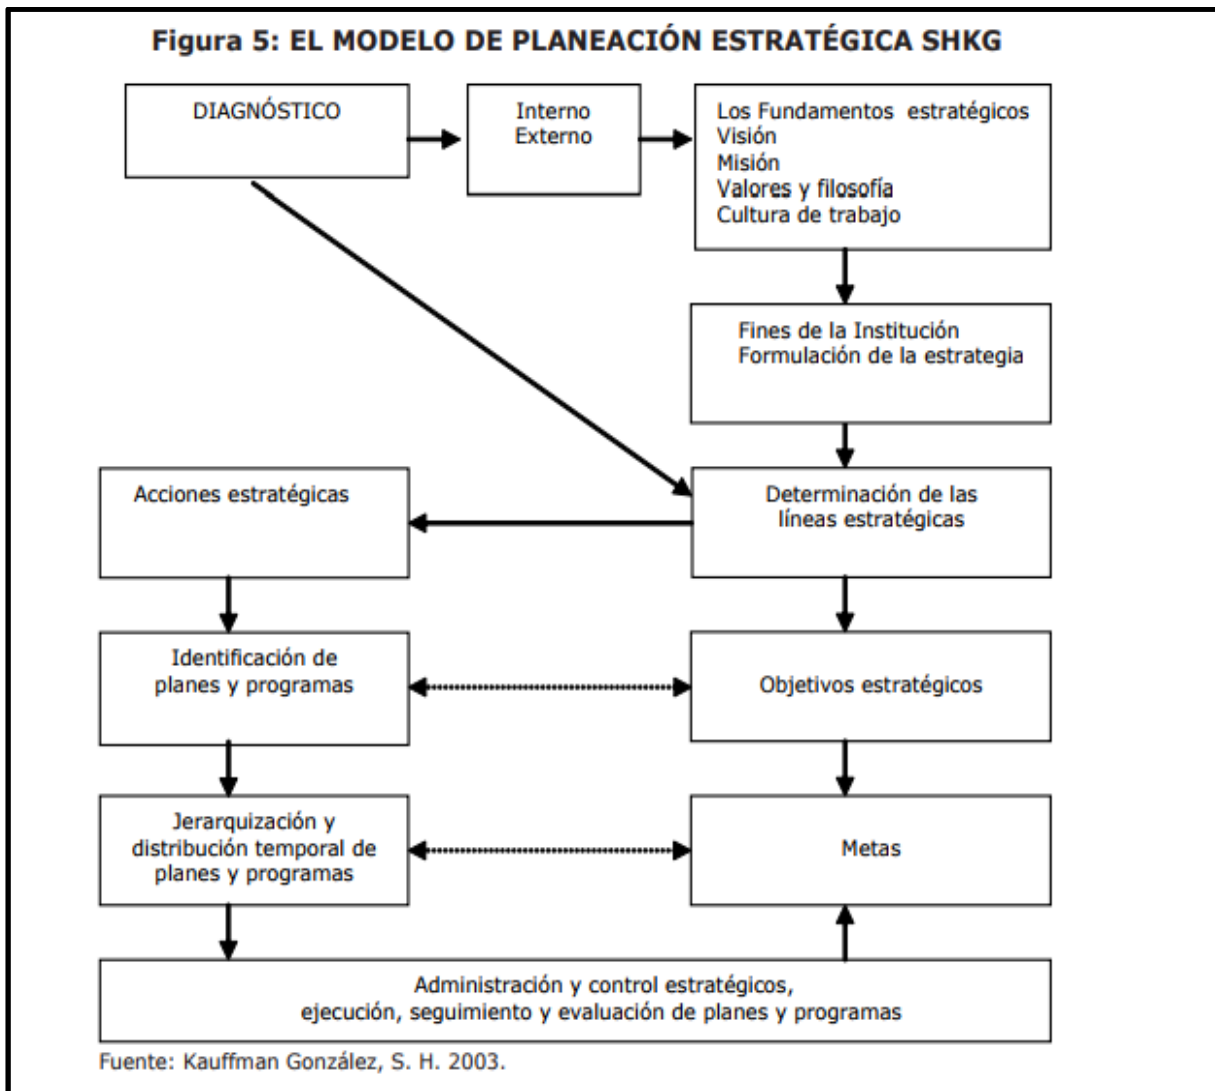 Figura 5: EL MODELO DE PLANEACIÓN ESTRATÉGICA SHKG
DIAGNÓSTICO
Interno
Externo
Los Fundamentos estratégicos
Visión
Misión
Valores y filosofía
Cultura de trabajo
Fines de la Institución
Formulación de la estrategia
Acciones estratégicas
Determinación de las
líneas estratégicas
Identificación de
planes y programas
Objetivos estratégicos
Jerarquización y
distribución temporal de
planes y programas
Metas
Administración y control estratégicos,
ejecución, seguimiento y evaluación de planes y programas
Fuente: Kauffman González, S. H. 2003.